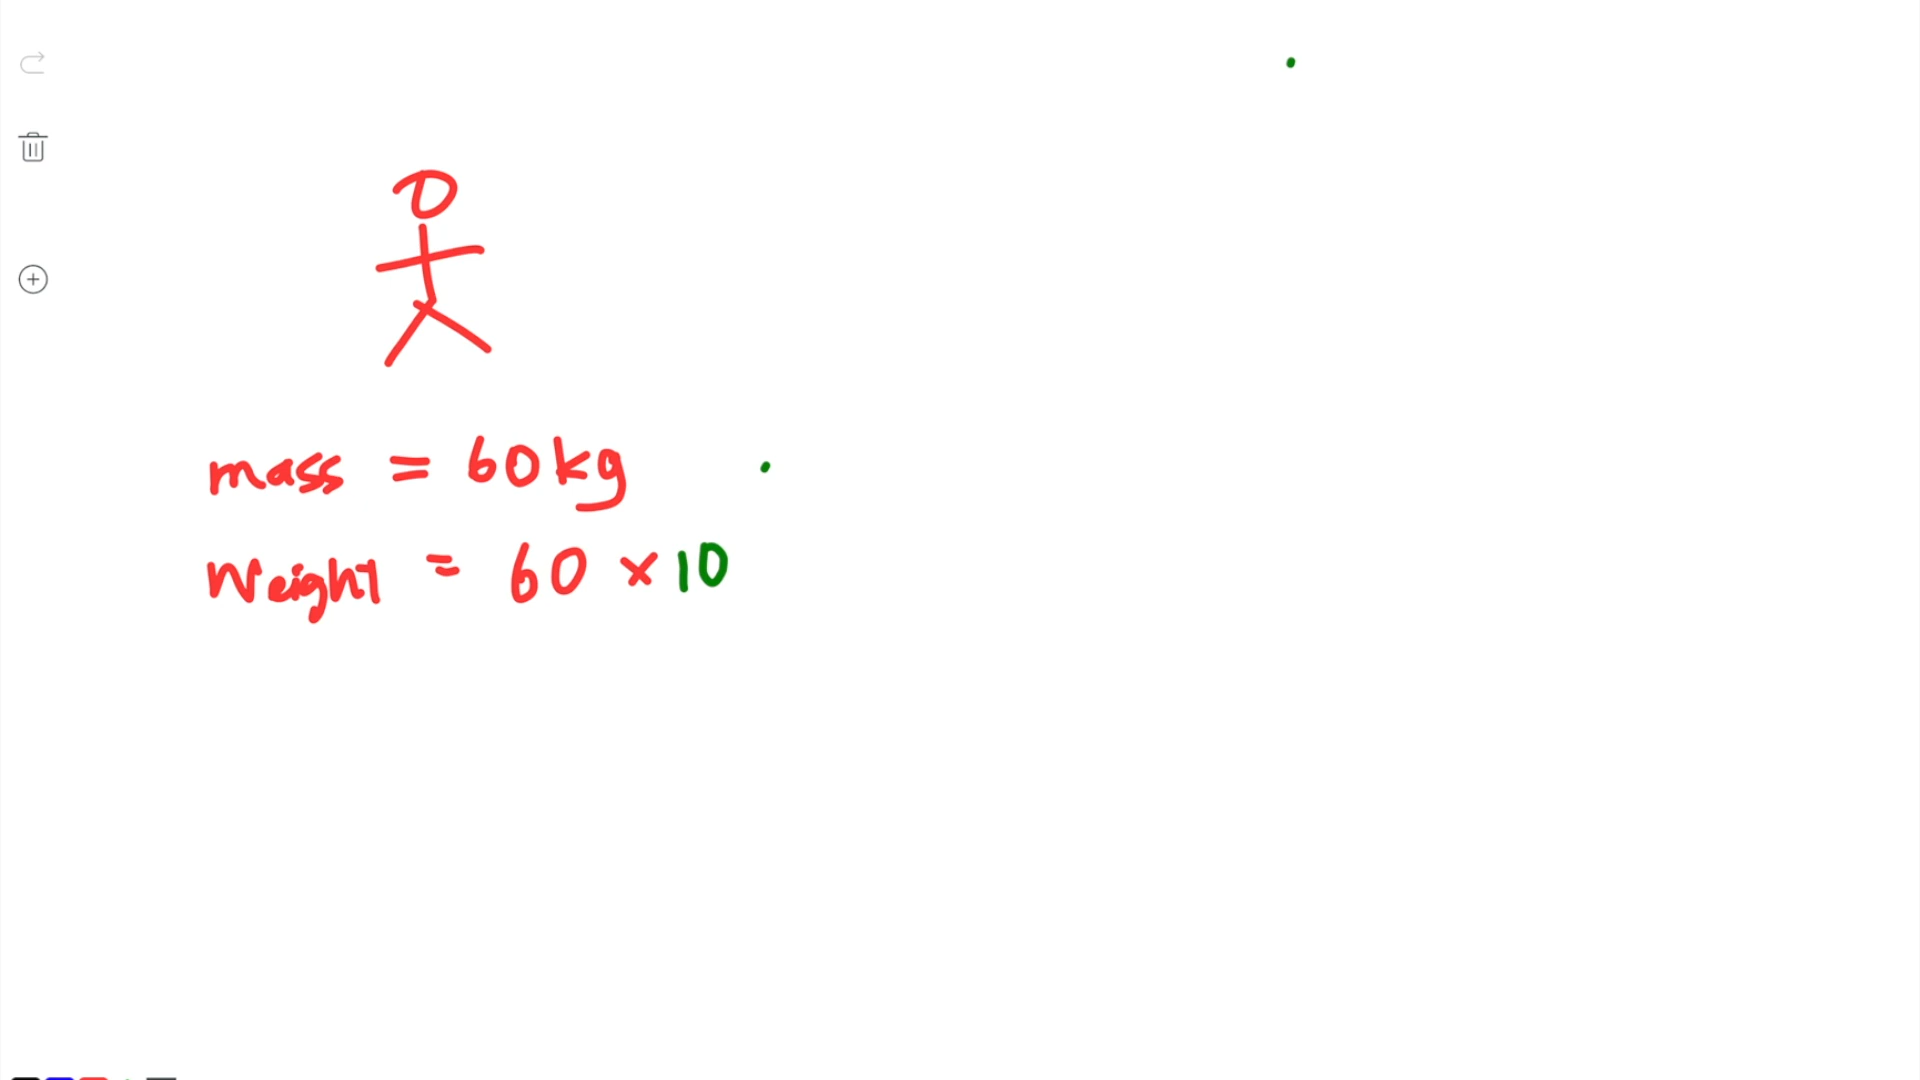 mass = 60kg
Weight = 60 × 10